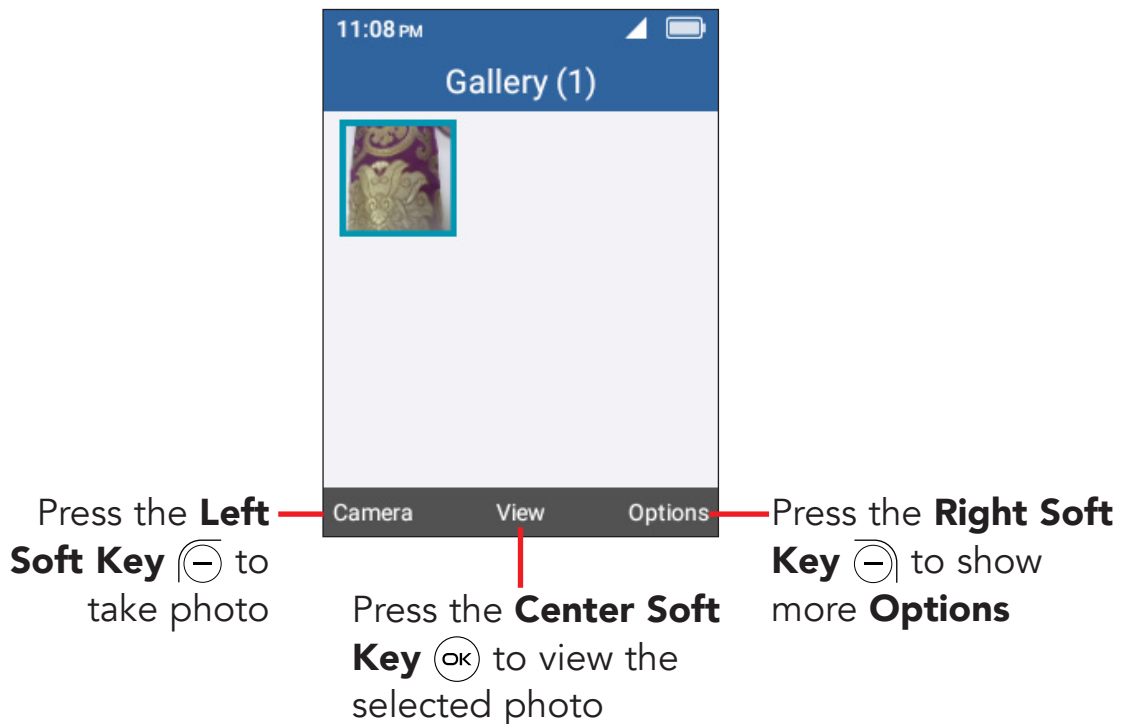 11:08 PM
Gallery (1)
Camera View Options
Press the Left
Soft Key to
take photo
Press the Center Soft
Key OK to view the
selected photo
Press the Right Soft
Key to show
more Options